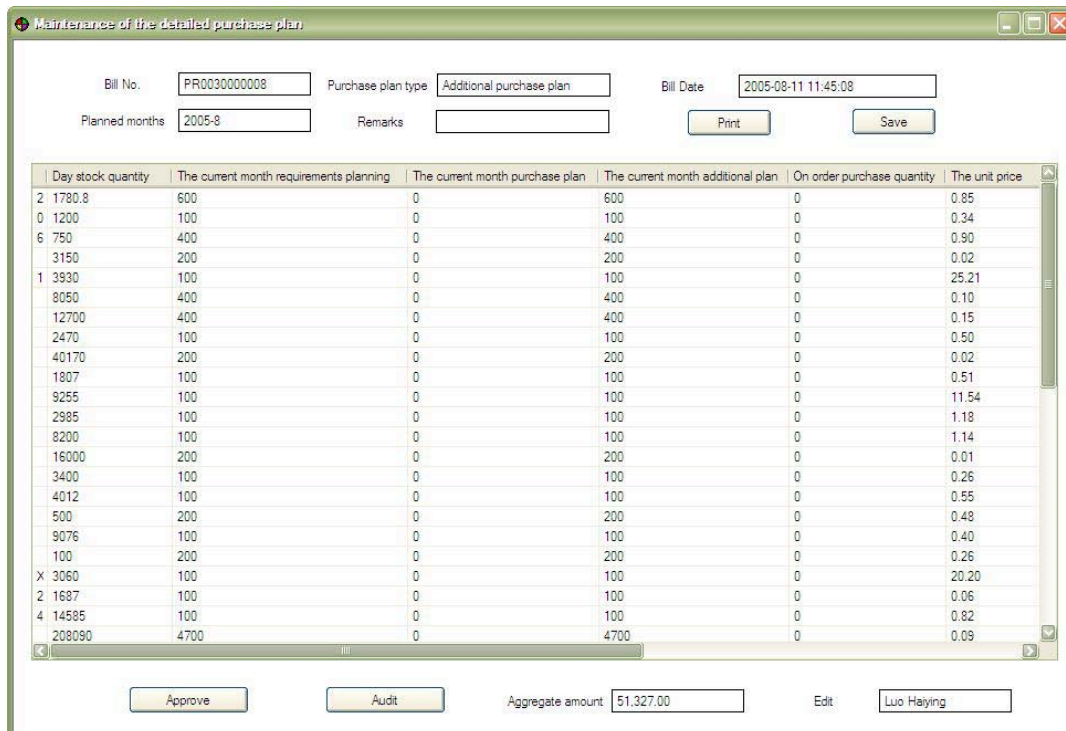 Maintenance of the detailed purchase plan
Bill No. PR0030000008 Purchase plan type Additional purchase plan Bill Date 2005-08-11 11:45:08
Planned months 2005-8 Remarks Print Save
Day stock quantity The current month requirements planning The current month purchase plan The current month additional plan On order purchase quantity The unit price
2 1780.8 600 0 600 0 0.85
0 1200 100 0 100 0 0.34
6 750 400 0 400 0 0.90
3150 200 0 200 0 0.02
1 3930 100 0 100 0 25.21
8050 400 0 400 0 0.10
12700 400 0 400 0 0.15
2470 100 0 100 0 0.50
40170 200 0 200 0 0.02
1807 100 0 100 0 0.51
9255 100 0 100 0 11.54
2985 100 0 100 0 1.18
8200 100 0 100 0 1.14
16000 200 0 200 0 0.01
3400 100 0 100 0 0.26
4012 100 0 100 0 0.55
500 200 0 200 0 0.48
9076 100 0 100 0 0.40
100 200 0 200 0 0.26
X 3060 100 0 100 0 20.20
2 1687 100 0 100 0 0.06
4 14585 100 0 100 0 0.82
208090 4700 0 4700 0 0.09
Approve Audit Aggregate amount 51,327.00 Edit Luo Haiying